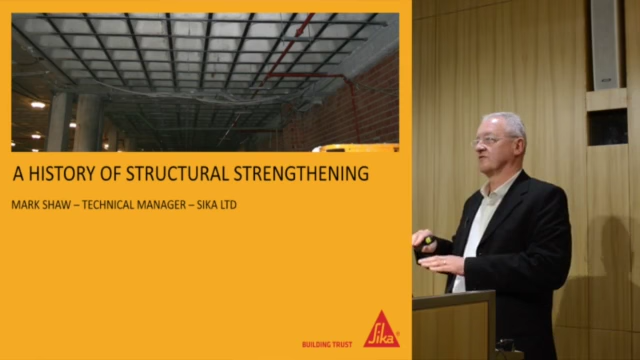 A HISTORY OF STRUCTURAL STRENGTHENING
MARK SHAW – TECHNICAL MANAGER – SIKA LTD
BUILDING TRUST
Sika®